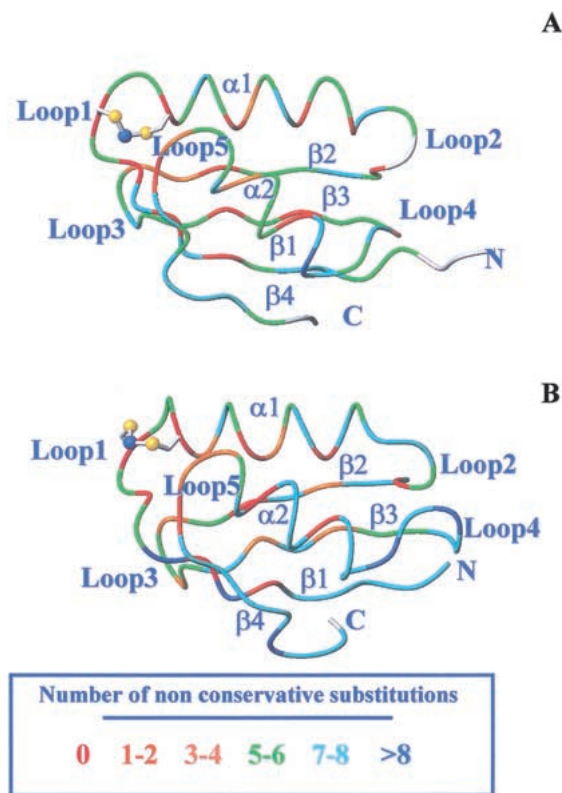 A
α1
Loop1
Loop5
β2
Loop2
α2
β3
Loop3
Loop4
β1
N
β4
C
B
α1
Loop1
β2
Loop5
Loop2
α2
β3
Loop4
Loop3
β1
N
β4
C
Number of non conservative substitutions
0 1-2 3-4 5-6 7-8 >8